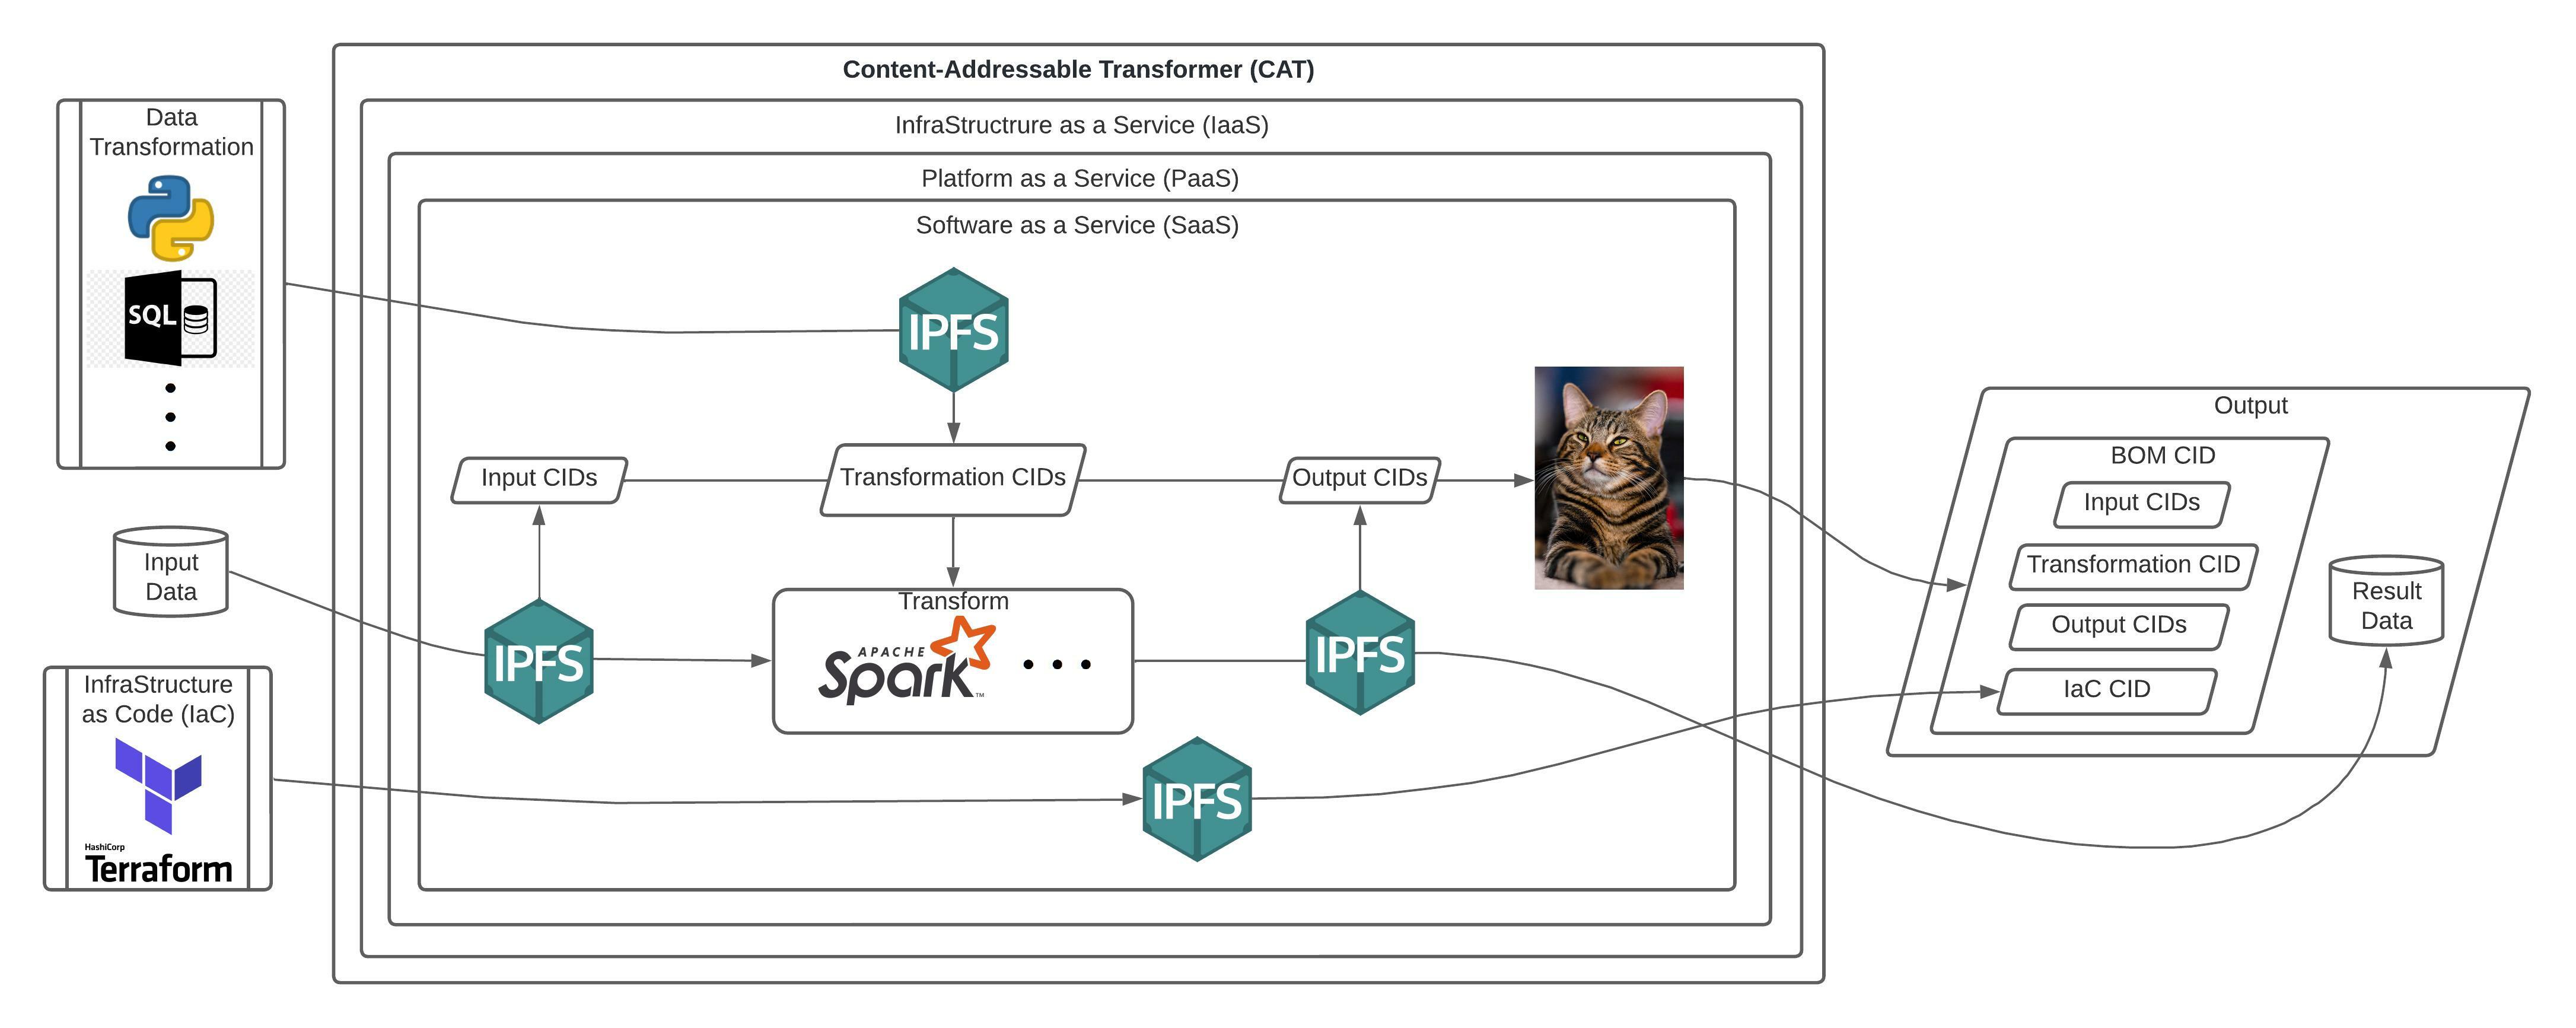 Content-Addressable Transformer (CAT)
InfraStructrure as a Service (IaaS)
Platform as a Service (PaaS)
Software as a Service (SaaS)
Data
Transformation
SQL
Input
Data
InfraStructure
as Code (IaC)
HashiCorp
Terraform
IPFS
Input CIDs
Transformation CIDs
Output CIDs
IPFS
Transform
APACHE
Spark™
IPFS
IPFS
Output
BOM CID
Input CIDs
Transformation CID
Output CIDs
IaC CID
Result
Data